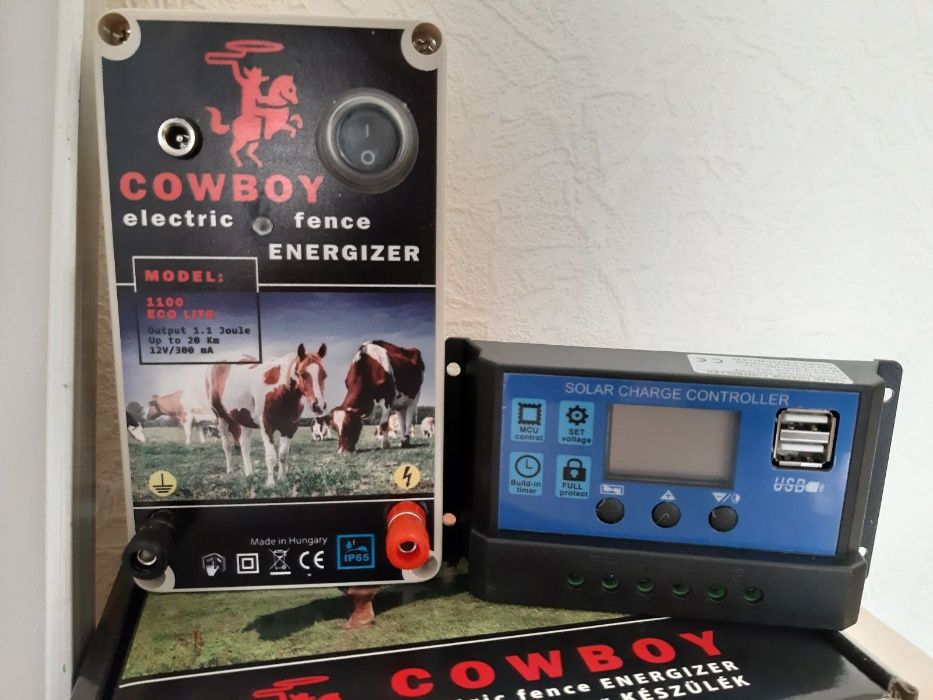 COWBOY
electric fence
ENERGIZER
MODEL:
1100
ECO LITE
Output 1.1 Joule
Up to 20 Km
12V/300 mA
Made in Hungary
CE
IP65
SOLAR CHARGE CONTROLLER
MCU
control
SET
voltage
Build-in
timer
FULL
protect
USB
COWBOY
electric fence ENERGIZER
KÉSZÜLÉK